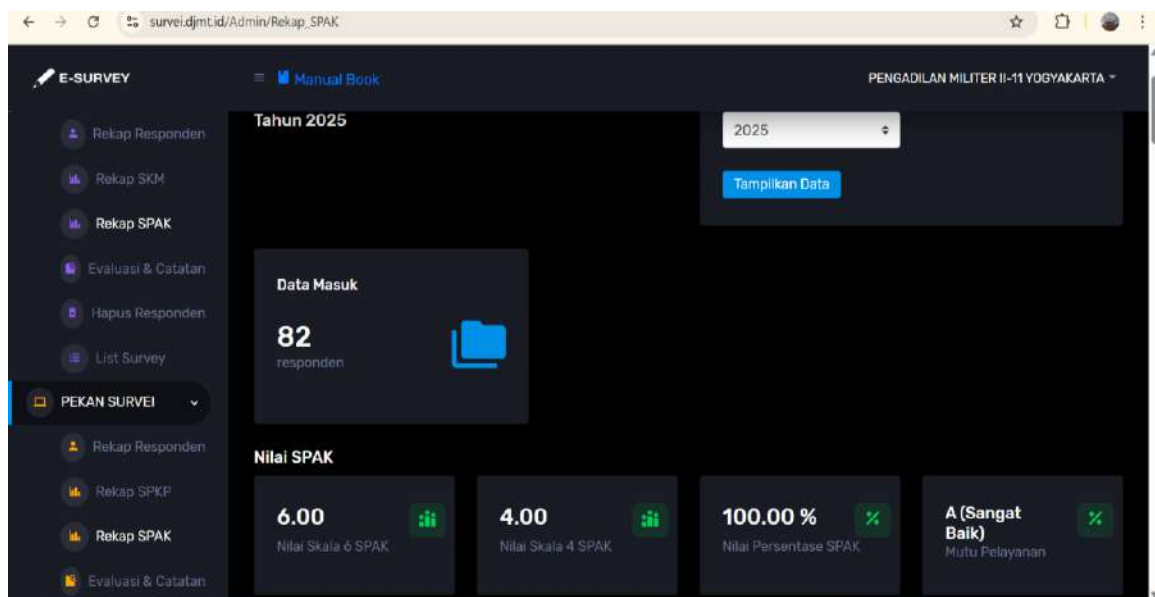 survei.djmt.id/Admin/Rekap_SPAK
E-SURVEY
Manual Book
PENGADILAN MILITER II-11 YOGYAKARTA
Rekap Responden
Rekap SKM
Rekap SPAK
Evaluasi & Catatan
Hapus Responden
List Survey
PEKAN SURVEI
Rekap Responden
Rekap SPKP
Rekap SPAK
Evaluasi & Catatan
Tahun 2025
2025
Tampilkan Data
Data Masuk
82
responden
Nilai SPAK
6.00
Nilai Skala 6 SPAK
4.00
Nilai Skala 4 SPAK
100.00 %
Nilai Persentase SPAK
A (Sangat
Baik)
Mutu Pelayanan